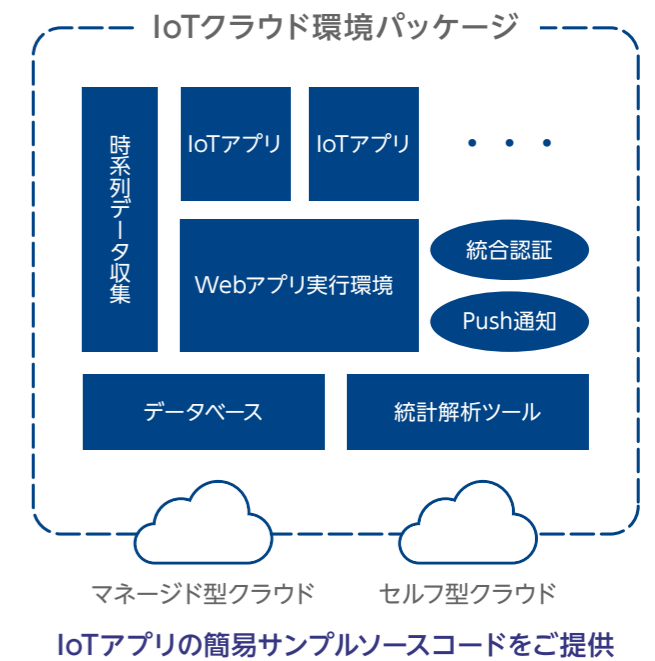 IoTクラウド環境パッケージ
時系列データ収集
IoTアプリ
IoTアプリ
・・・
Webアプリ実行環境
統合認証
Push通知
データベース
統計解析ツール
マネージド型クラウド
セルフ型クラウド
IoTアプリの簡易サンプルソースコードをご提供